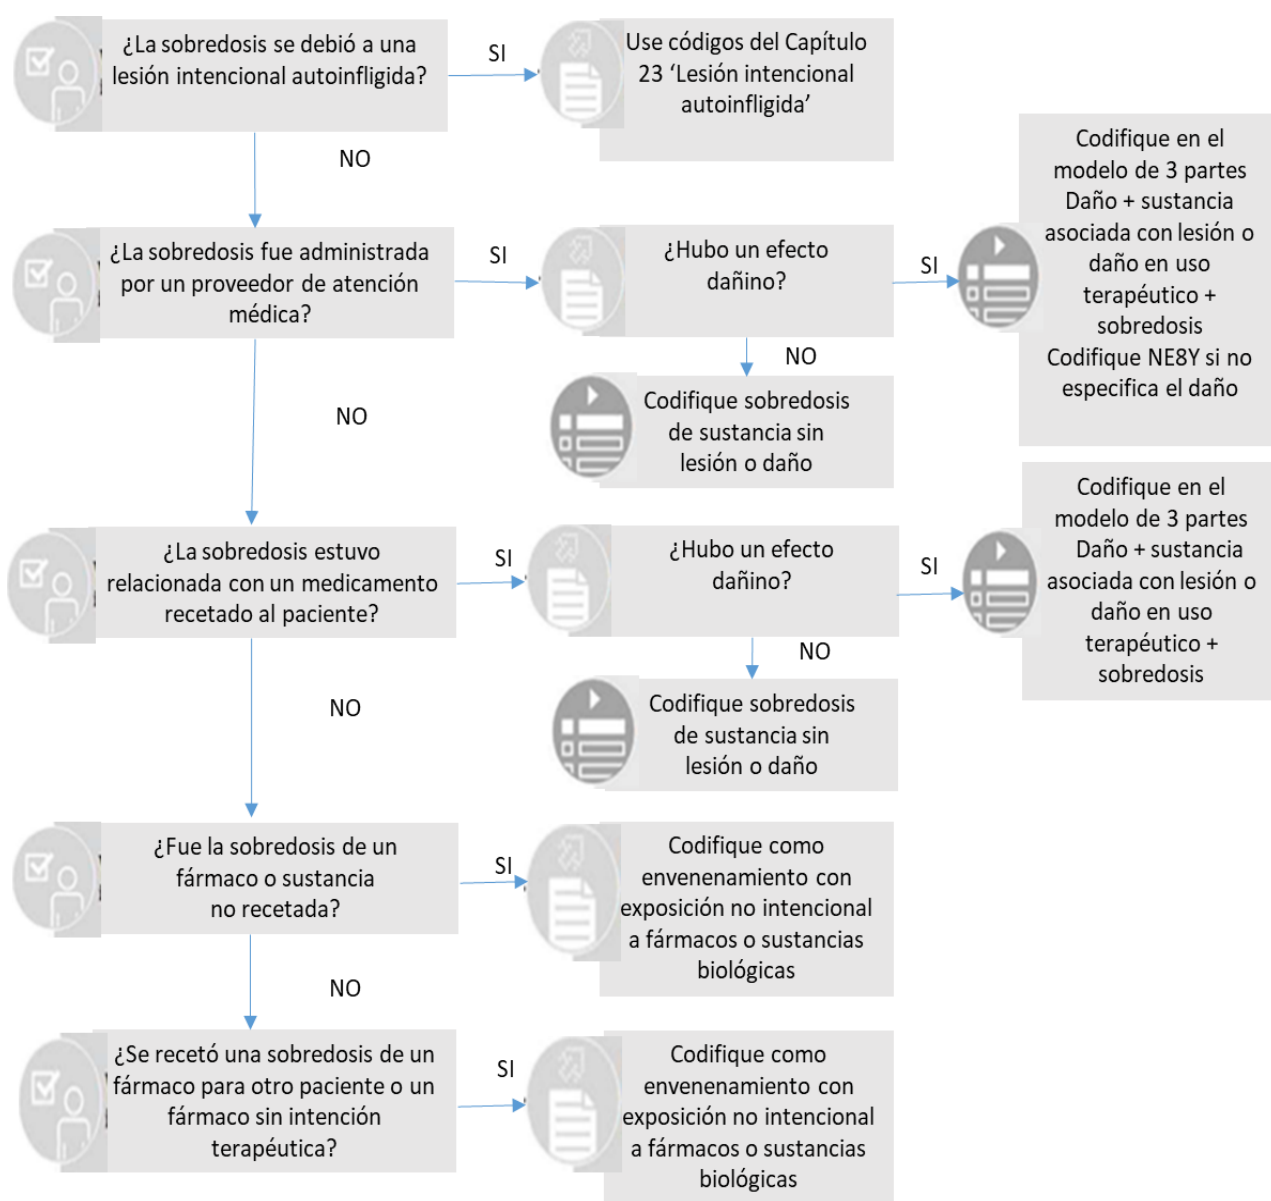 ¿La sobredosis se debió a una
lesión intencional autoinfligida?
SI
Use códigos del Capítulo
23 ‘Lesión intencional
autoinfligida’
NO
¿La sobredosis fue administrada
por un proveedor de atención
médica?
SI
¿Hubo un efecto
dañino?
SI
Codifique en el
modelo de 3 partes
Daño + sustancia
asociada con lesión o
daño en uso
terapéutico +
sobredosis
Codifique NE8Y si no
especifica el daño
NO
Codifique sobredosis
de sustancia sin
lesión o daño
NO
¿La sobredosis estuvo
relacionada con un medicamento
recetado al paciente?
SI
¿Hubo un efecto
dañino?
SI
Codifique en el
modelo de 3 partes
Daño + sustancia
asociada con lesión o
daño en uso
terapéutico +
sobredosis
NO
Codifique sobredosis
de sustancia sin
lesión o daño
NO
¿Fue la sobredosis de un
fármaco o sustancia
no recetada?
SI
Codifique como
envenenamiento con
exposición no intencional
a fármacos o sustancias
biológicas
NO
¿Se recetó una sobredosis de un
fármaco para otro paciente o un
fármaco sin intención
terapéutica?
SI
Codifique como
envenenamiento con
exposición no intencional
a fármacos o sustancias
biológicas